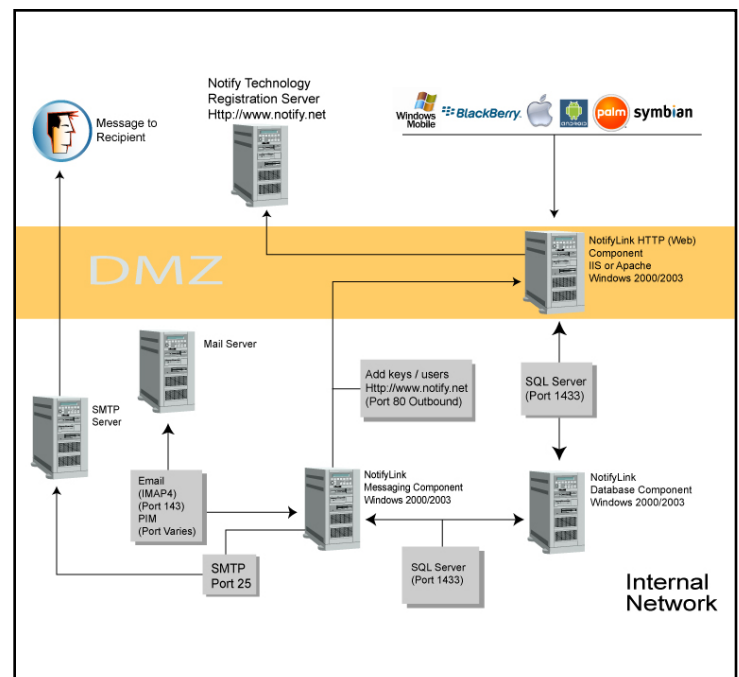 Notify Technology
Registration Server
Http://www.notify.net
Windows
Mobile
BlackBerry.
android
palm
symbian
Message to
Recipient
DMZ
NotifyLink HTTP (Web)
Component
IIS or Apache
Windows 2000/2003
Mail Server
Add keys / users
Http://www.notify.net
(Port 80 Outbound)
SQL Server
(Port 1433)
SMTP
Server
Email
(IMAP4)
(Port 143)
PIM
(Port Varies)
NotifyLink
Messaging Component
Windows 2000/2003
NotifyLink
Database Component
Windows 2000/2003
SMTP
Port 25
SQL Server
(Port 1433)
Internal
Network